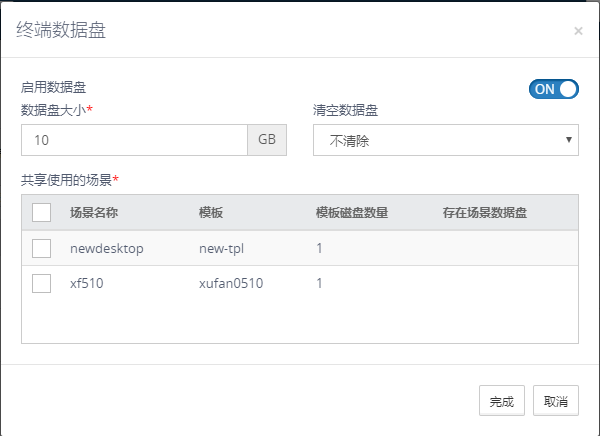 终端数据盘 ×
启用数据盘 ON
数据盘大小* 清空数据盘
10 GB 不清除
共享使用的场景*
场景名称 模板 模板磁盘数量 存在场景数据盘
newdesktop new-tpl 1
xf510 xufan0510 1
完成 取消